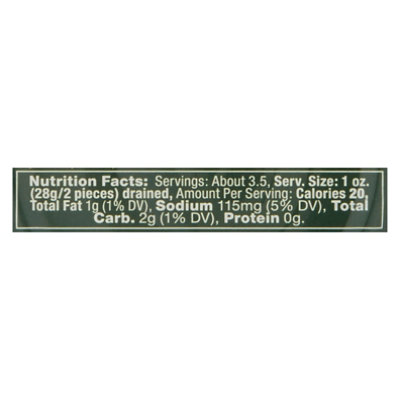 Nutrition Facts: Servings: About 3.5, Serv. Size: 1 oz.
(28g/2 pieces) drained, Amount Per Serving: Calories 20,
Total Fat 1g (1% DV), Sodium 115mg (5% DV), Total
Carb. 2g (1% DV), Protein 0g.